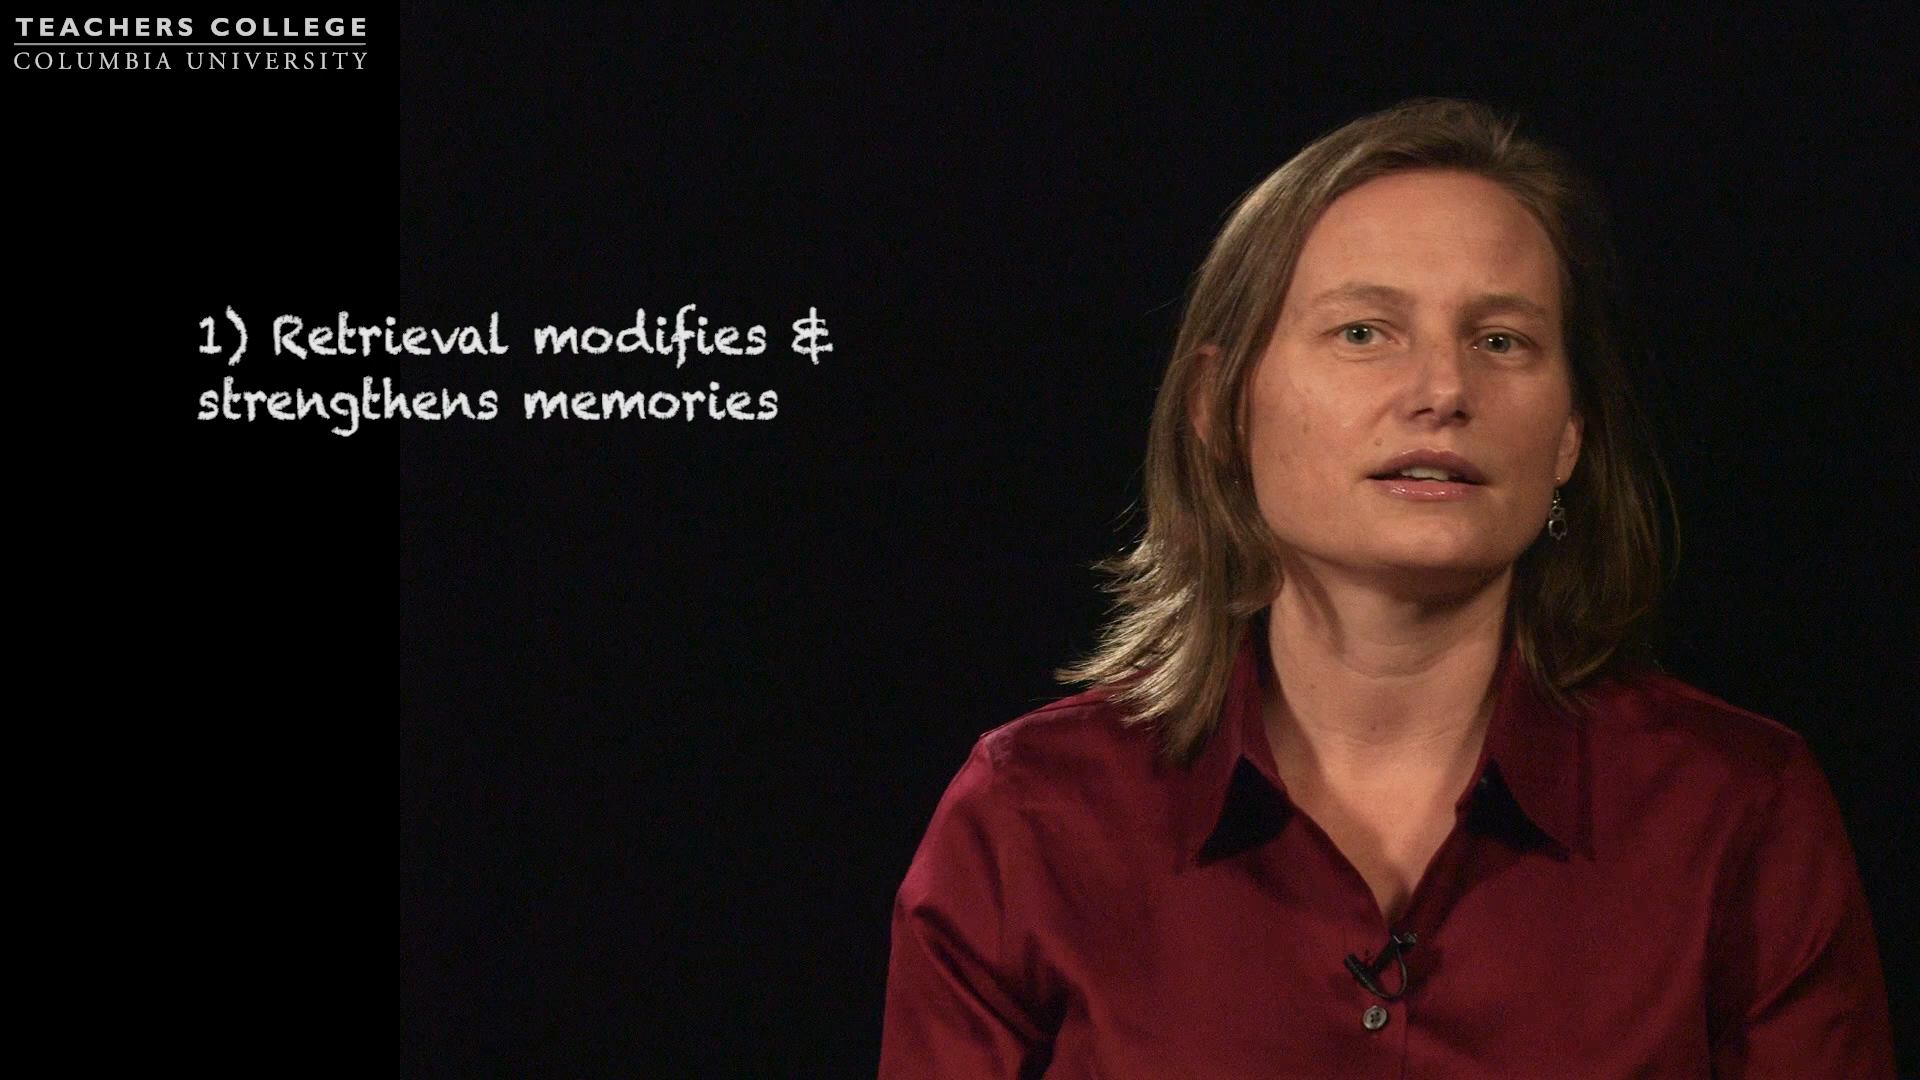 TEACHERS COLLEGE
COLUMBIA UNIVERSITY
1) Retrieval modifies &
strengthens memories